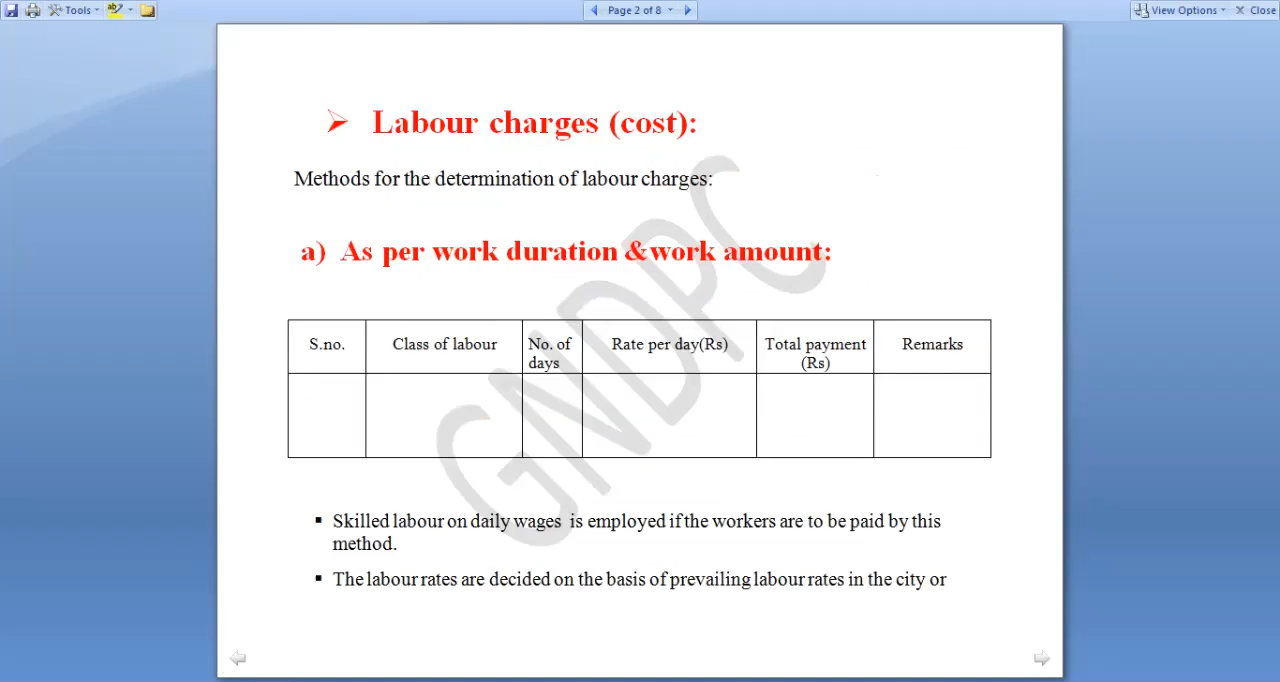 Tools
Page 2 of 8
View Options
Close
Labour charges (cost):
Methods for the determination of labour charges:
a) As per work duration &work amount:
S.no.
Class of labour
No. of
days
Rate per day(Rs)
Total payment
(Rs)
Remarks
GNDPC
Skilled labour on daily wages is employed if the workers are to be paid by this
method.
The labour rates are decided on the basis of prevailing labour rates in the city or